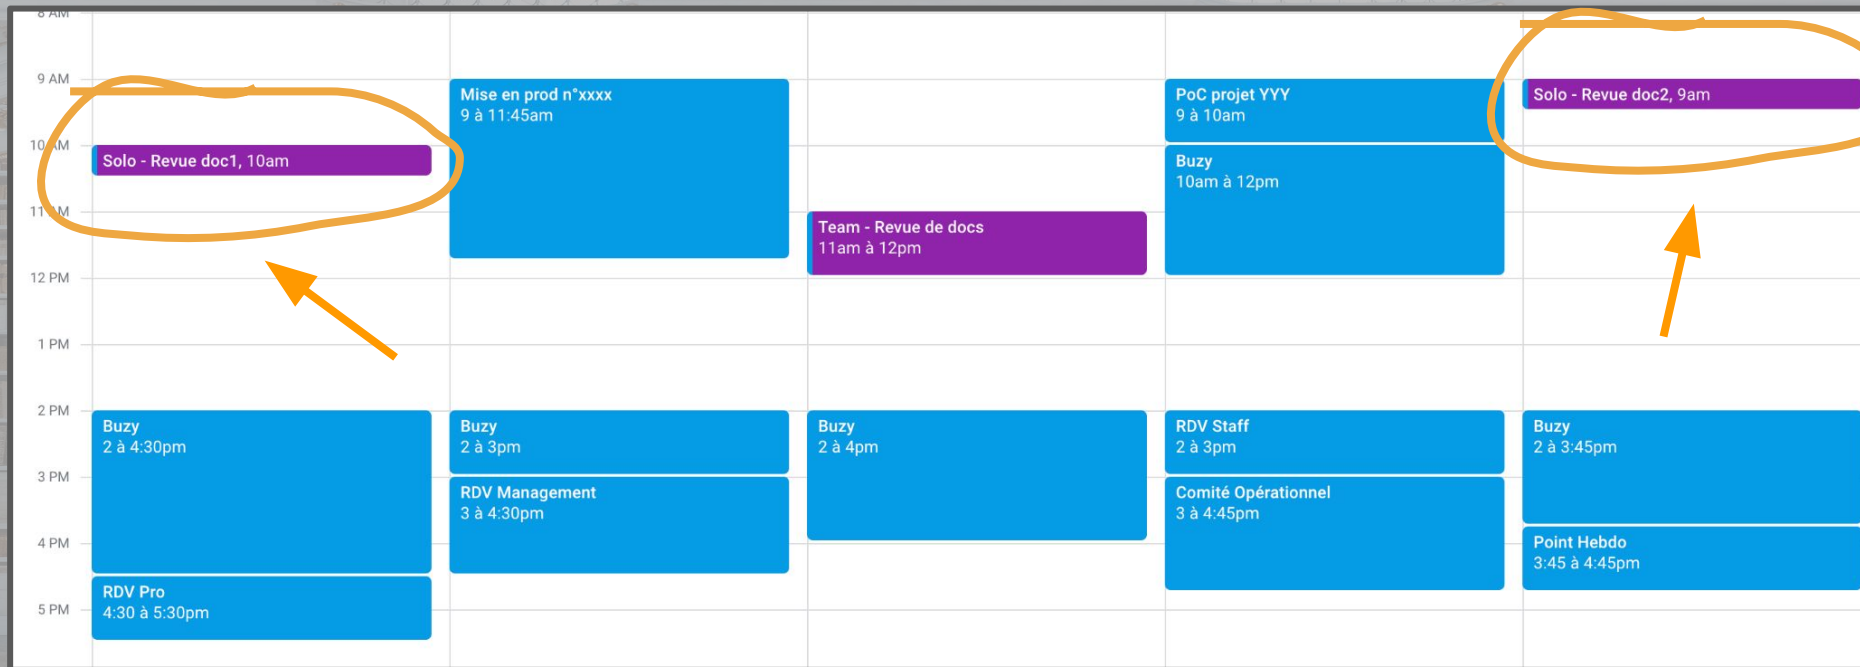 8 AM
9 AM
10 AM
11 AM
12 PM
1 PM
2 PM
3 PM
4 PM
5 PM
Solo - Revue doc1, 10am
Buzy
2 à 4:30pm
RDV Pro
4:30 à 5:30pm
Mise en prod n°xxxx
9 à 11:45am
Buzy
2 à 3pm
RDV Management
3 à 4:30pm
Team - Revue de docs
11am à 12pm
Buzy
2 à 4pm
PoC projet YYY
9 à 10am
Buzy
10am à 12pm
RDV Staff
2 à 3pm
Comité Opérationnel
3 à 4:45pm
Solo - Revue doc2, 9am
Buzy
2 à 3:45pm
Point Hebdo
3:45 à 4:45pm